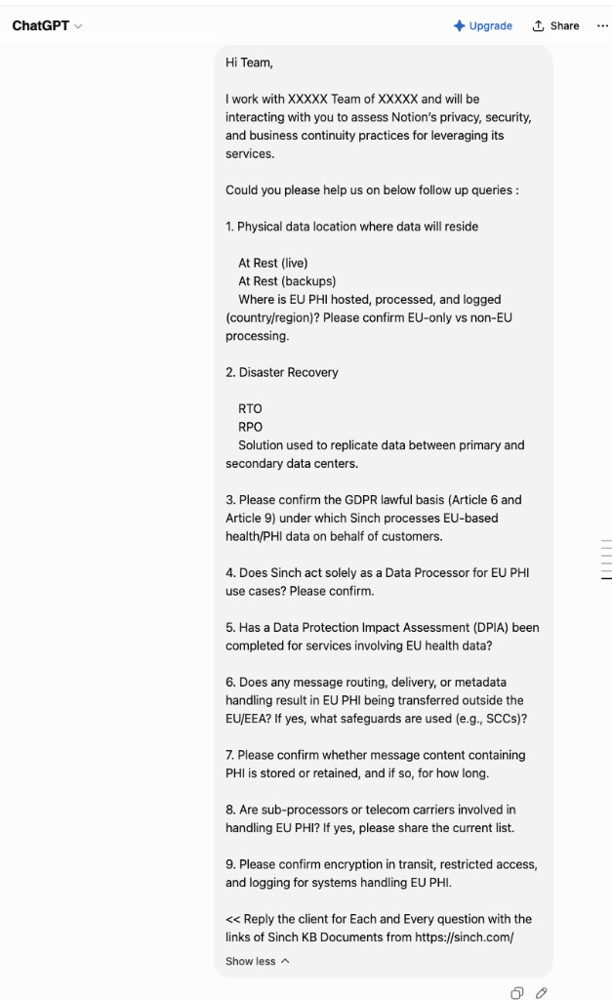 ChatGPT
Upgrade
Share
Hi Team,
I work with XXXXX Team of XXXXX and will be
interacting with you to assess Notion's privacy, security,
and business continuity practices for leveraging its
services.
Could you please help us on below follow up queries :
1. Physical data location where data will reside
At Rest (live)
At Rest (backups)
Where is EU PHI hosted, processed, and logged
(country/region)? Please confirm EU-only vs non-EU
processing.
2. Disaster Recovery
RTO
RPO
Solution used to replicate data between primary and
secondary data centers.
3. Please confirm the GDPR lawful basis (Article 6 and
Article 9) under which Sinch processes EU-based
health/PHI data on behalf of customers.
4. Does Sinch act solely as a Data Processor for EU PHI
use cases? Please confirm.
5. Has a Data Protection Impact Assessment (DPIA) been
completed for services involving EU health data?
6. Does any message routing, delivery, or metadata
handling result in EU PHI being transferred outside the
EU/EEA? If yes, what safeguards are used (e.g., SCCs)?
7. Please confirm whether message content containing
PHI is stored or retained, and if so, for how long.
8. Are sub-processors or telecom carriers involved in
handling EU PHI? If yes, please share the current list.
9. Please confirm encryption in transit, restricted access,
and logging for systems handling EU PHI.
<< Reply the client for Each and Every question with the
links of Sinch KB Documents from https://sinch.com/
Show less